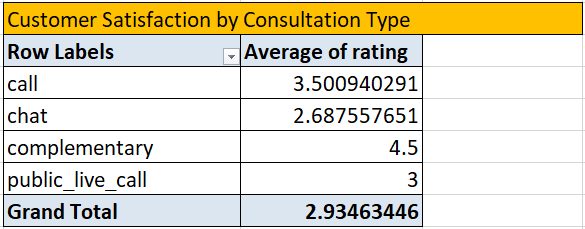 Customer Satisfaction by Consultation Type
Row Labels Average of rating
call 3.500940291
chat 2.687557651
complementary 4.5
public_live_call 3
Grand Total 2.93463446